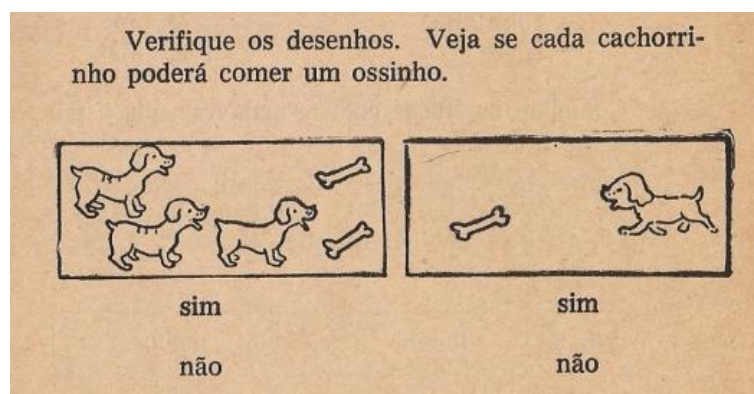 Verifique os desenhos. Veja se cada cachorri-
nho poderá comer um ossinho.
sim
sim
não
não